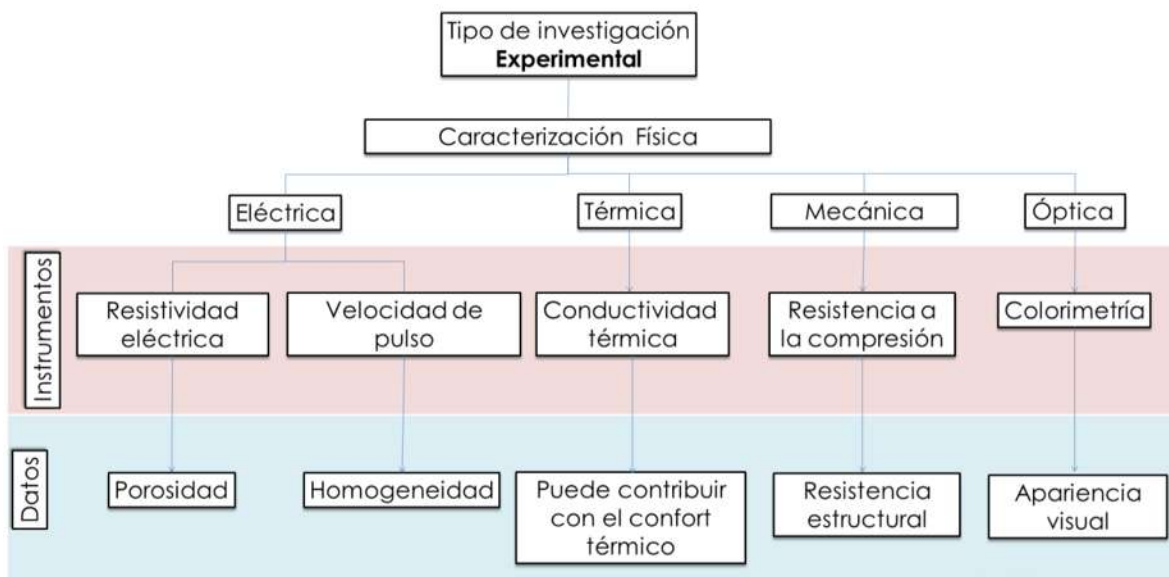 Tipo de investigación
Experimental
Caracterización Física
Eléctrica
Térmica
Mecánica
Óptica
Instrumentos
Resistividad
eléctrica
Velocidad de
pulso
Conductividad
térmica
Resistencia a
la compresión
Colorimetría
Datos
Porosidad
Homogeneidad
Puede contribuir
con el confort
térmico
Resistencia
estructural
Apariencia
visual